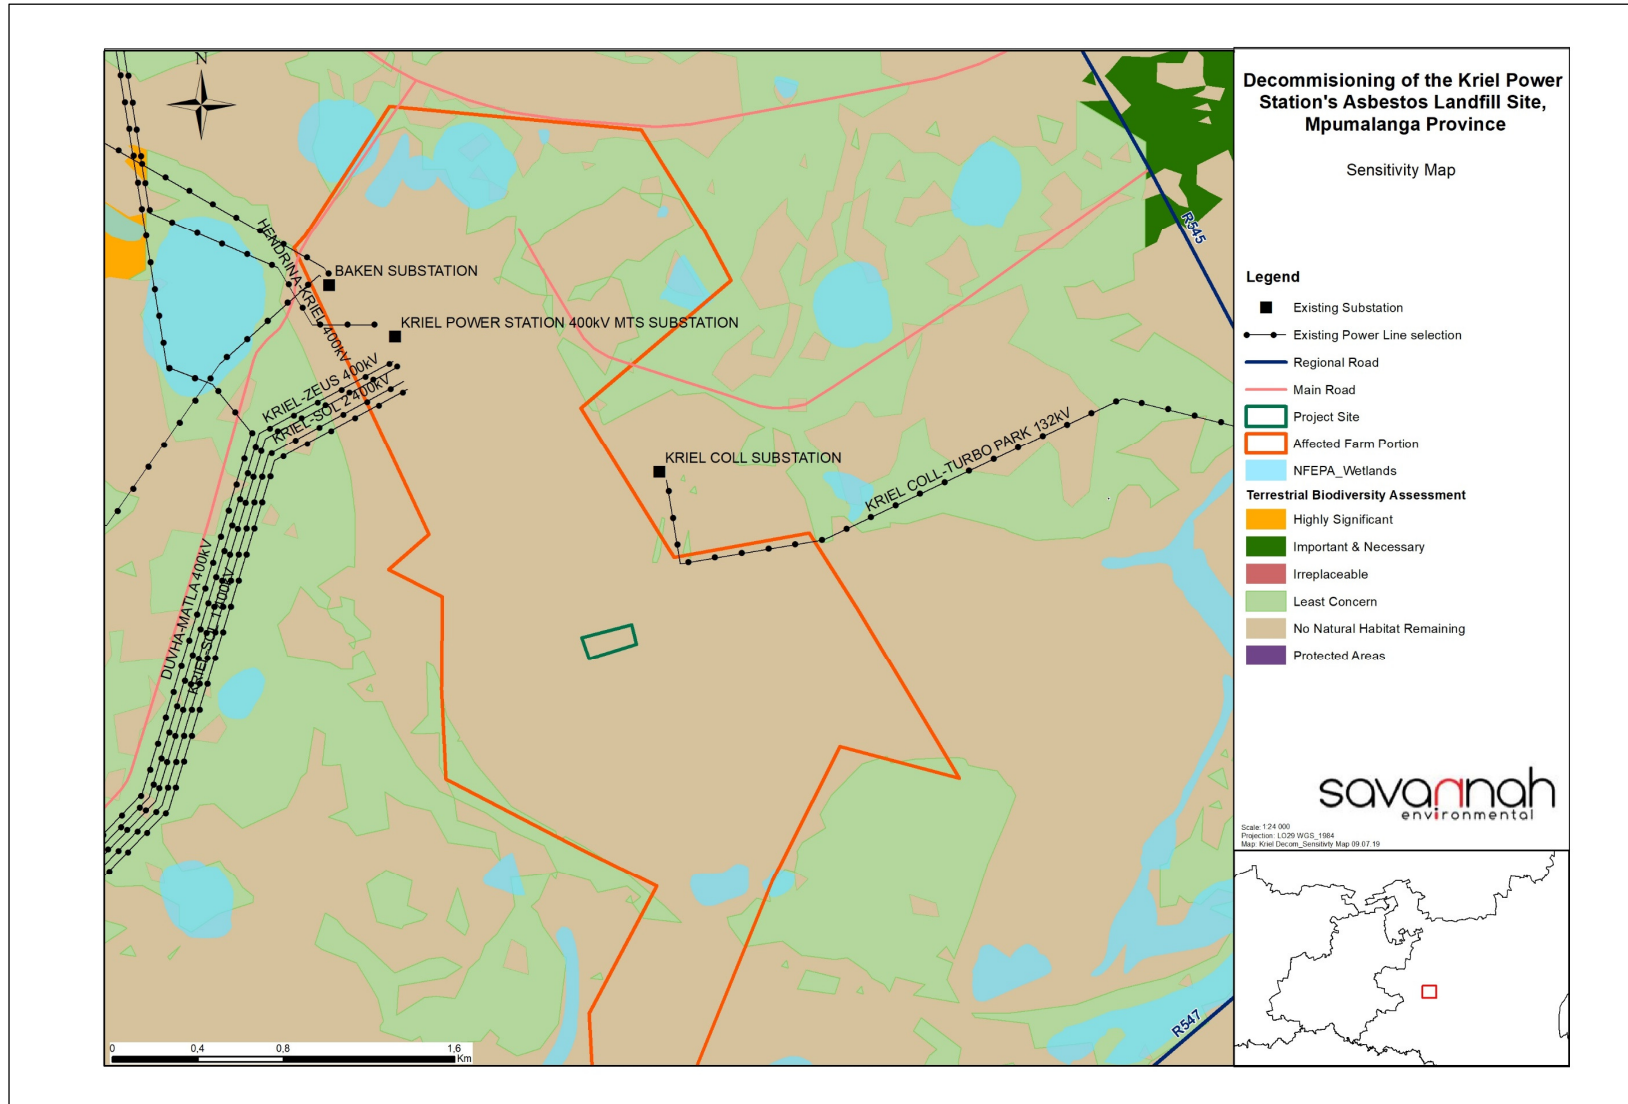 Decommisioning of the Kriel Power
Station's Asbestos Landfill Site,
Mpumalanga Province
Sensitivity Map
N
R545
HENDRINA-KRIEL 400kV
BAKEN SUBSTATION
KRIEL POWER STATION 400kV MTS SUBSTATION
KRIEL-ZEUS 400kV
KRIEL-SOL 2 400kV
KRIEL COLL SUBSTATION
KRIEL COLL-TURBO PARK 132kV
DUVHA-MATLA 400kV
KRIEL-SOL 1 400kV
R547
0 0,4 0,8 1,6
Km
Legend
Existing Substation
Existing Power Line selection
Regional Road
Main Road
Project Site
Affected Farm Portion
NFEPA_Wetlands
Terrestrial Biodiversity Assessment
Highly Significant
Important & Necessary
Irreplaceable
Least Concern
No Natural Habitat Remaining
Protected Areas
savannah
environmental
Scale: 1:24 000
Projection: LO29 WGS_1984
Map: Kriel Decom_Sensitivty Map 09.07.19